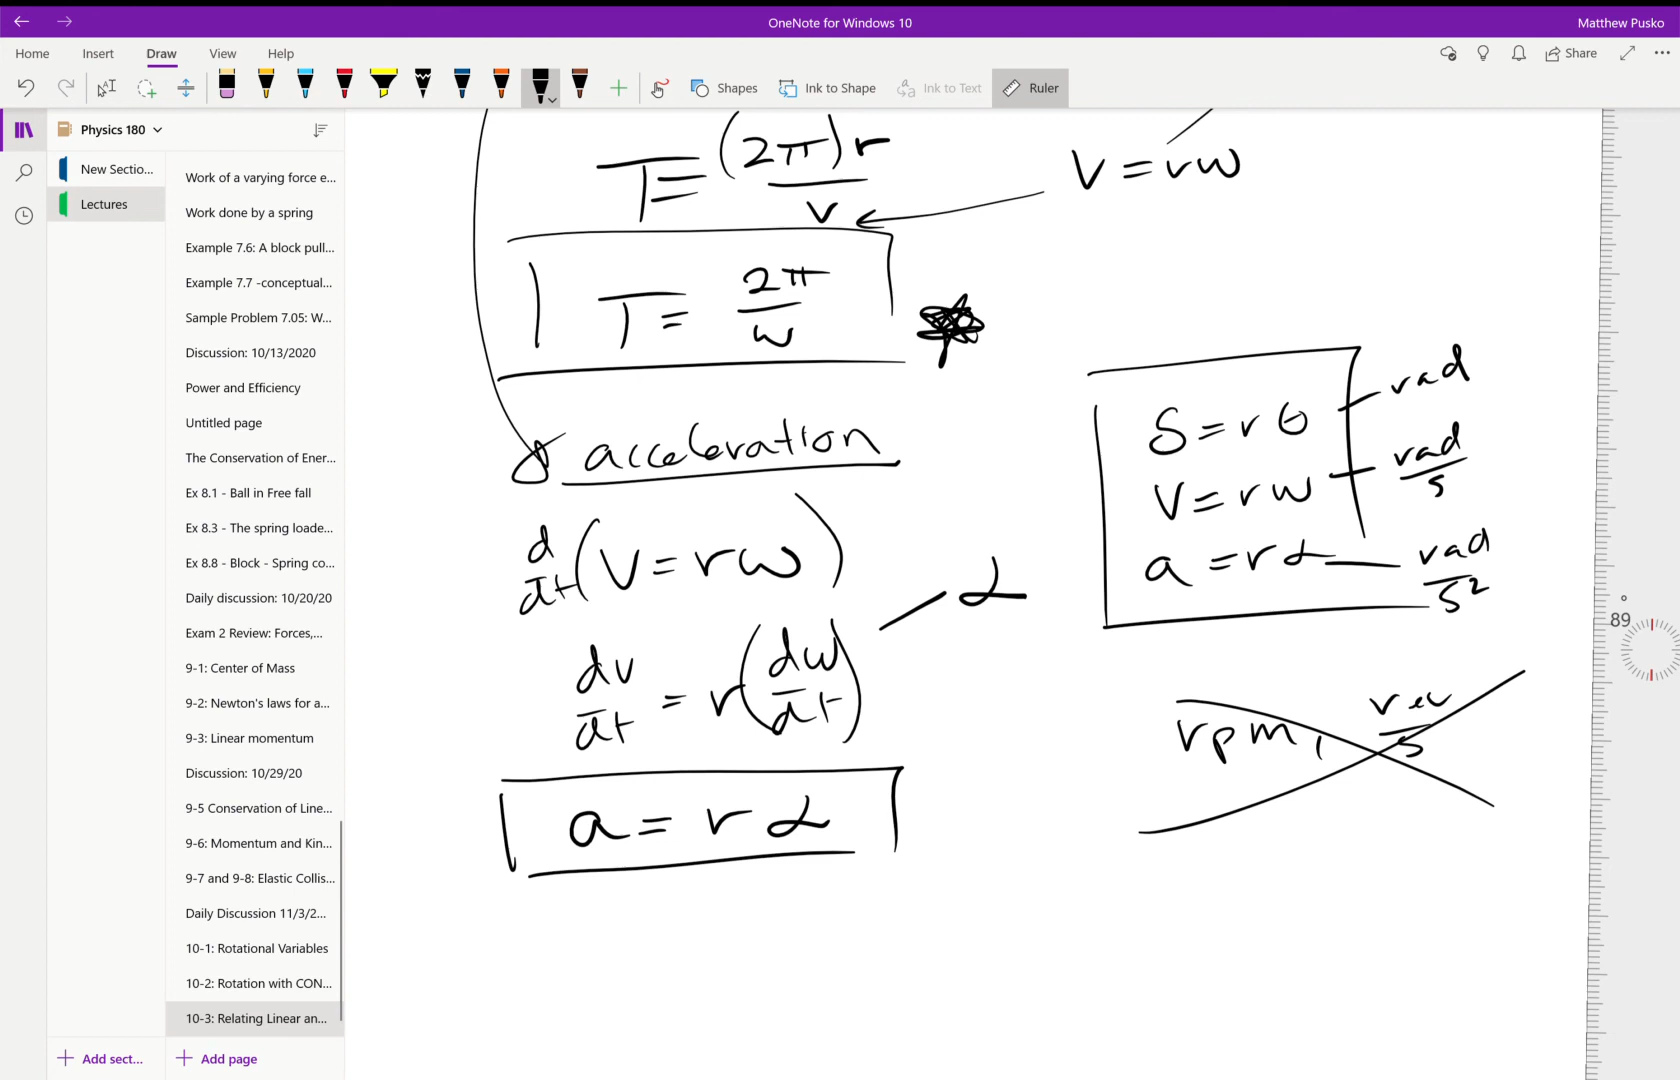 OneNote for Windows 10
Matthew Pusko
Home Insert Draw View Help
Share
Shapes Ink to Shape Ink to Text Ruler
Physics 180
New Sectio...
Lectures
Work of a varying force e...
Work done by a spring
Example 7.6: A block pull...
Example 7.7 -conceptual...
Sample Problem 7.05: W...
Discussion: 10/13/2020
Power and Efficiency
Untitled page
The Conservation of Ener...
Ex 8.1 - Ball in Free fall
Ex 8.3 - The spring loade...
Ex 8.8 - Block - Spring co...
Daily discussion: 10/20/20
Exam 2 Review: Forces,...
9-1: Center of Mass
9-2: Newton's laws for a...
9-3: Linear momentum
Discussion: 10/29/20
9-5 Conservation of Line...
9-6: Momentum and Kin...
9-7 and 9-8: Elastic Collis...
Daily Discussion 11/3/2...
10-1: Rotational Variables
10-2: Rotation with CON...
10-3: Relating Linear an...
Add sect...
Add page
T = (2π)r / v
v = rω
T = 2π / ω
acceleration
d/dt (v = rω)
dv/dt = r(dω/dt)
α
a = rα
S = rθ rad
v = rω rad/s
a = rα rad/s²
rpm, rev/s
89°